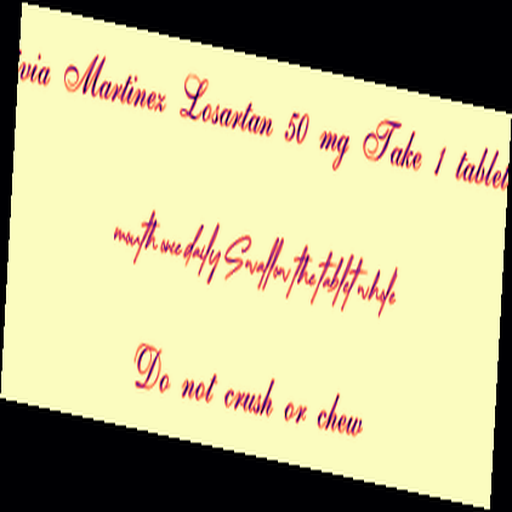 Martinez Losartan 50 mg Take 1 tablet
mouth once daily Swallow the tablet whole
Do not crush or chew